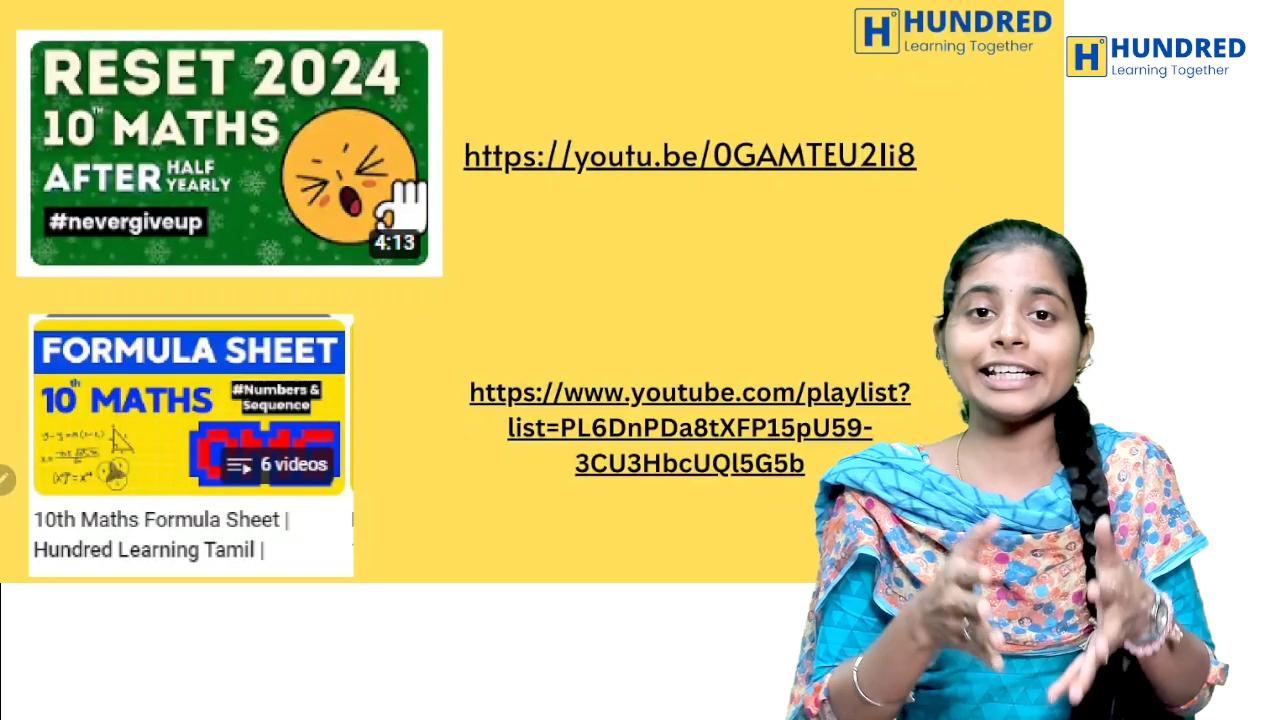 HUNDRED
Learning Together
HUNDRED
Learning Together
RESET 2024
10TH MATHS
AFTER HALF YEARLY
#nevergiveup
4:13
https://youtu.be/0GAMTEU2Ii8
FORMULA SHEET
10th MATHS
#Numbers &
Sequence
6 videos
10th Maths Formula Sheet |
Hundred Learning Tamil |
https://www.youtube.com/playlist?
list=PL6DnPDa8tXFP15pU59-
3CU3HbcUQl5G5b